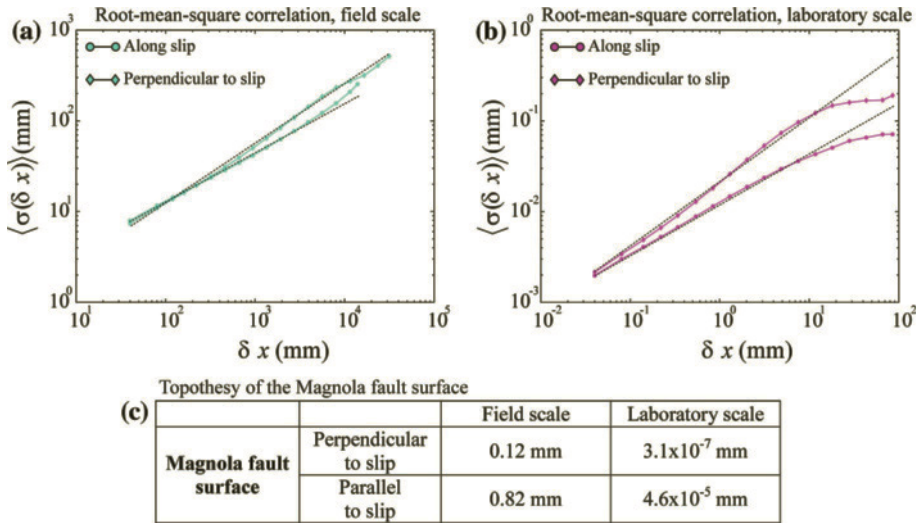 Root-mean-square correlation, field scale
(a)
10³
Along slip
Perpendicular to slip
10²
10¹
10⁰
⟨σ(δ x)⟩(mm)
10 10² 10³ 10⁴ 10⁵
δ x (mm)
Root-mean-square correlation, laboratory scale
(b)
10⁰
Along slip
Perpendicular to slip
10⁻¹
10⁻²
10⁻³
⟨σ(δ x)⟩(mm)
10⁻² 10⁻¹ 10⁰ 10¹ 10²
δ x (mm)
Topothesy of the Magnola fault surface
(c)
Field scale Laboratory scale
Magnola fault surface
Perpendicular to slip 0.12 mm 3.1x10⁻⁷ mm
Parallel to slip 0.82 mm 4.6x10⁻⁵ mm